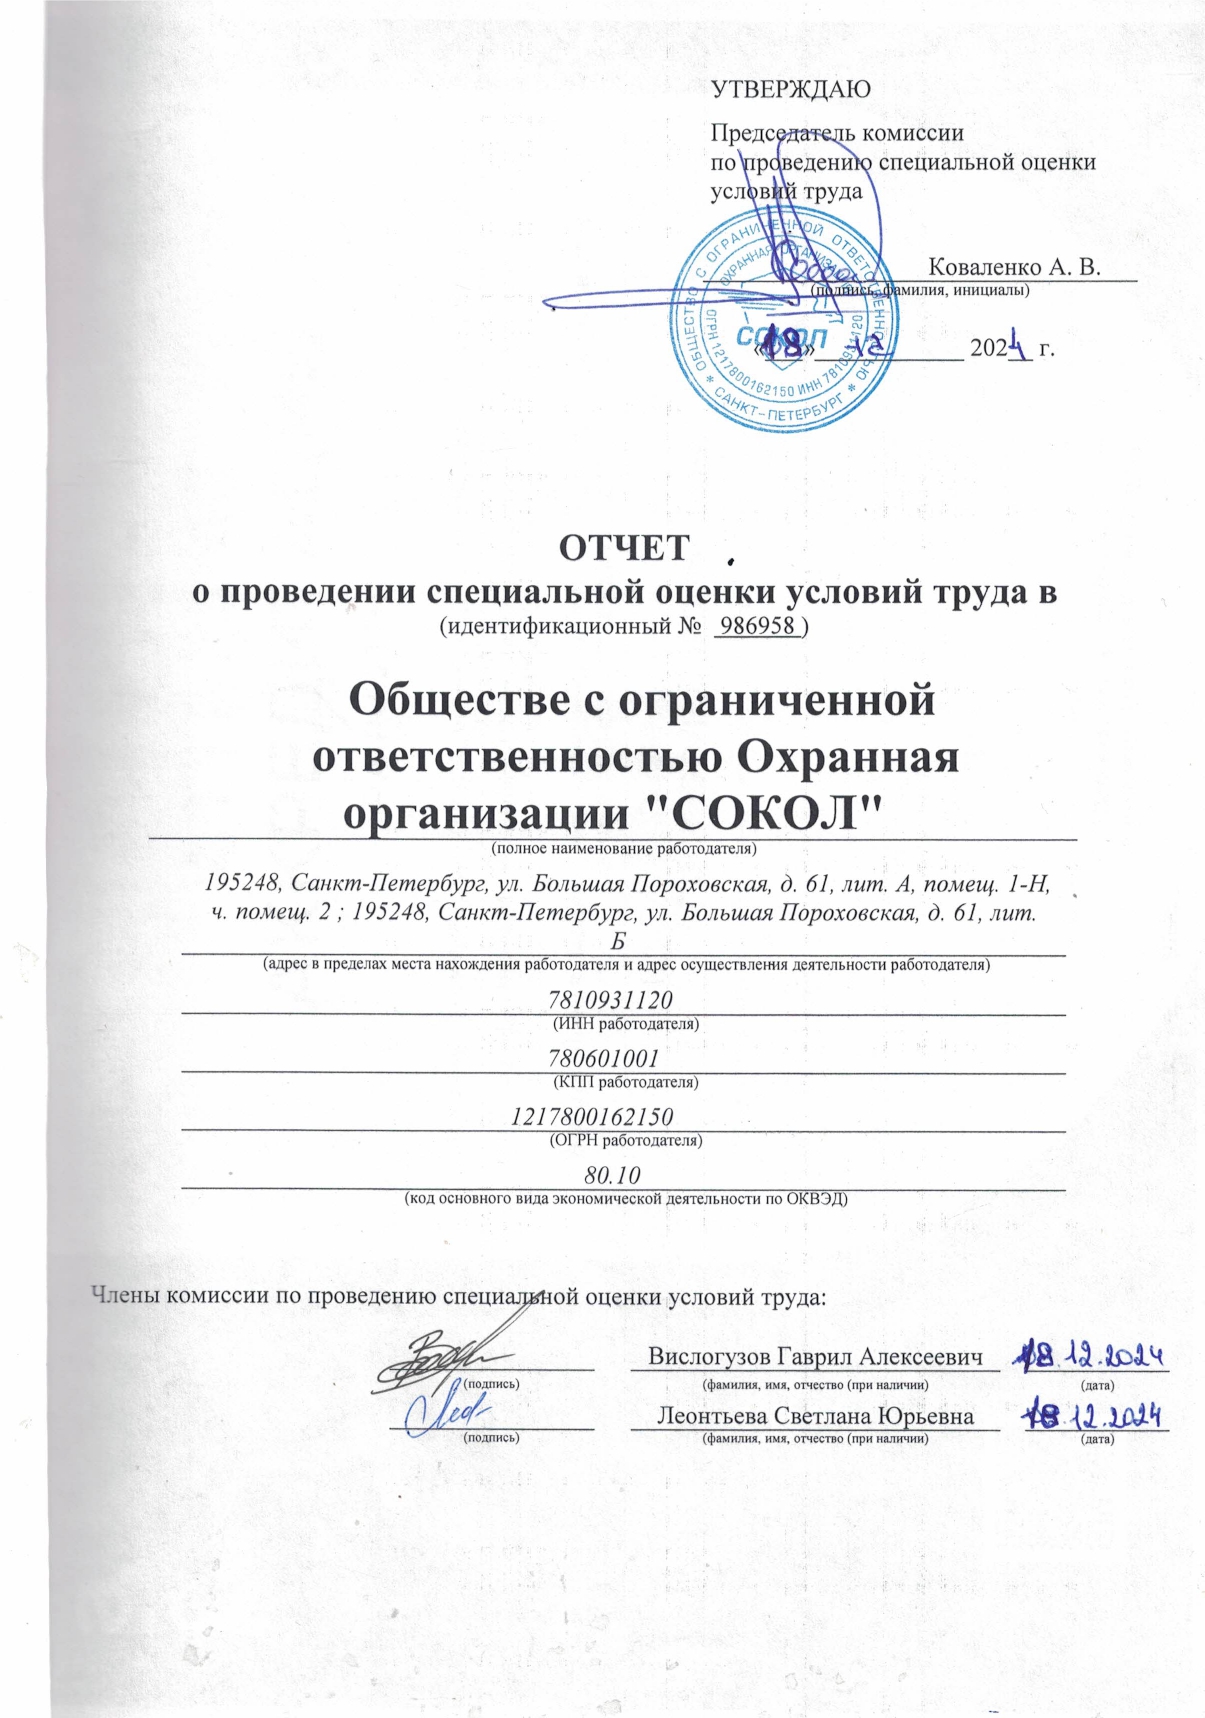 УТВЕРЖДАЮ
Председатель комиссии
по проведению специальной оценки
условий труда
Коваленко А. В.
(подпись, фамилия, инициалы)
«18» 12 2024 г.
ОБЩЕСТВО С ОГРАНИЧЕННОЙ ОТВЕТСТВЕННОСТЬЮ * САНКТ-ПЕТЕРБУРГ *
ОХРАННАЯ ОРГАНИЗАЦИЯ
СОКОЛ
ОГРН 1217800162150 ИНН 7810931120
ОТЧЕТ
о проведении специальной оценки условий труда в
(идентификационный № 986958 )
Обществе с ограниченной
ответственностью Охранная
организации "СОКОЛ"
(полное наименование работодателя)
195248, Санкт-Петербург, ул. Большая Пороховская, д. 61, лит. А, помещ. 1-Н,
ч. помещ. 2 ; 195248, Санкт-Петербург, ул. Большая Пороховская, д. 61, лит.
Б
(адрес в пределах места нахождения работодателя и адрес осуществления деятельности работодателя)
7810931120
(ИНН работодателя)
780601001
(КПП работодателя)
1217800162150
(ОГРН работодателя)
80.10
(код основного вида экономической деятельности по ОКВЭД)
Члены комиссии по проведению специальной оценки условий труда:
Вислогузов Гаврил Алексеевич 18.12.2024
(подпись) (фамилия, имя, отчество (при наличии) (дата)
Леонтьева Светлана Юрьевна 18.12.2024
(подпись) (фамилия, имя, отчество (при наличии) (дата)